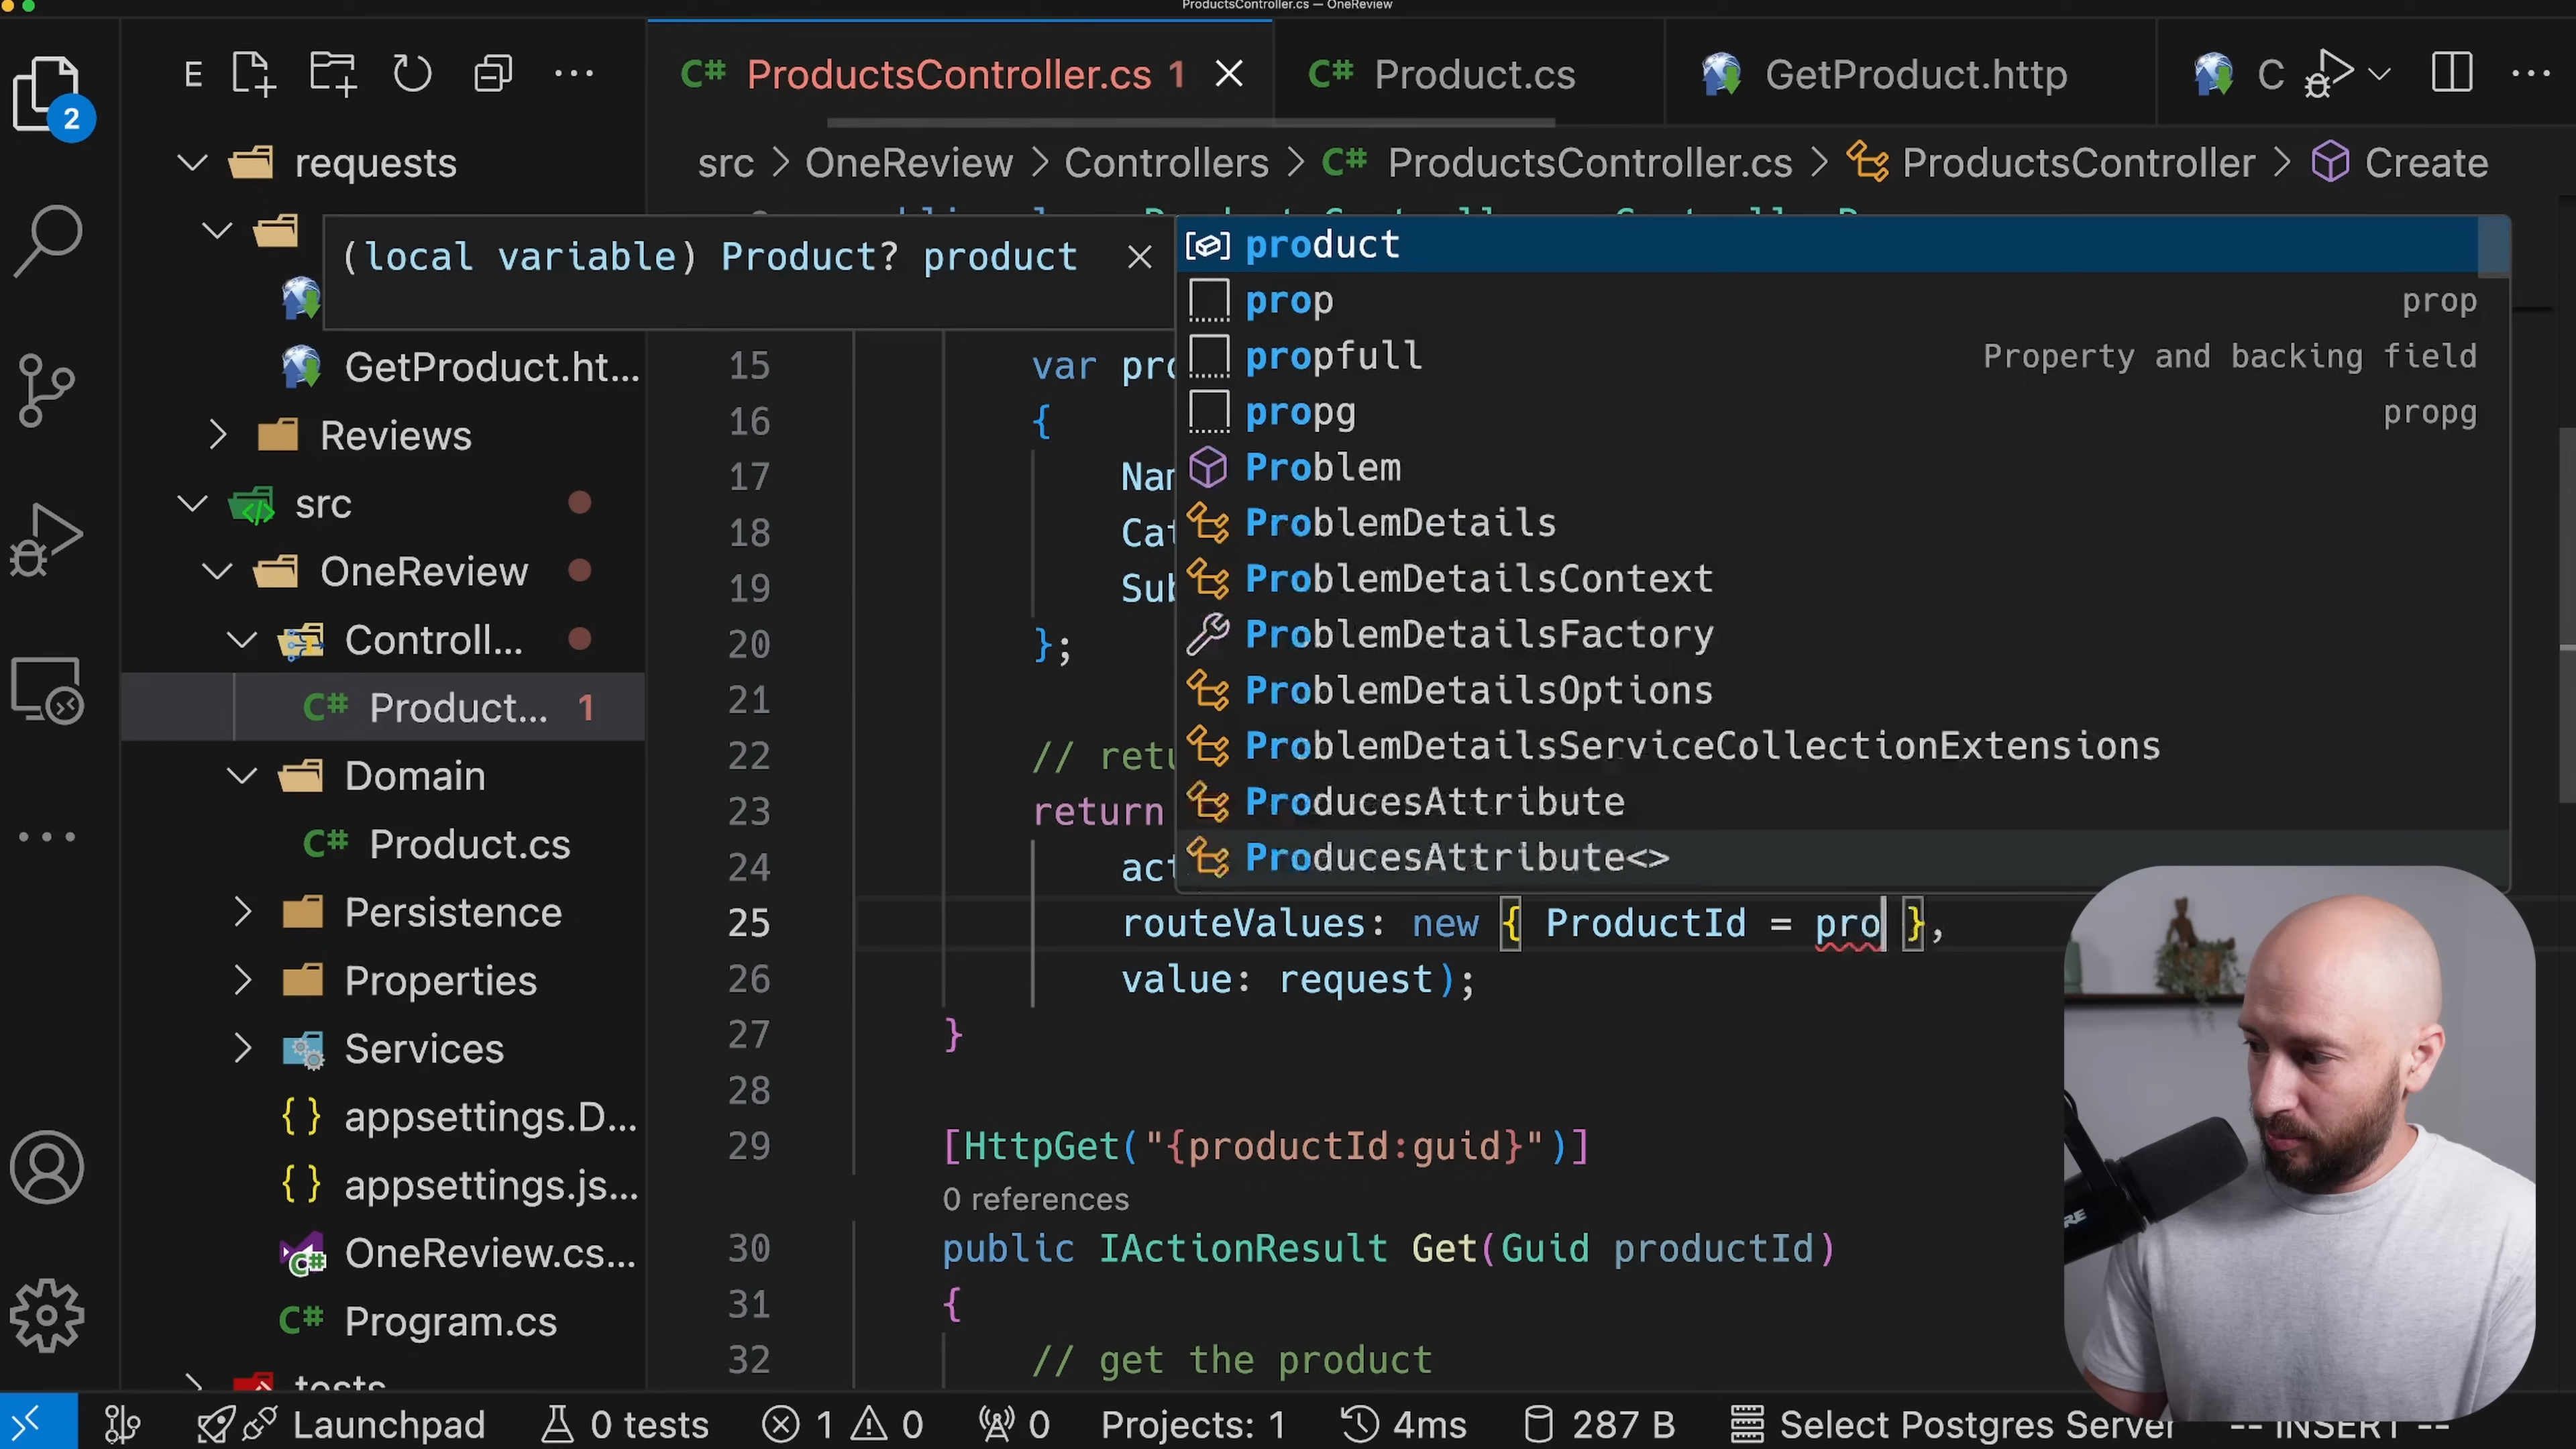 ProductsController.cs — OneReview
E
ProductsController.cs 1
Product.cs
GetProduct.http
C
2
src > OneReview > Controllers > ProductsController.cs > ProductsController > Create
requests
GetProduct.ht...
Reviews
src
OneReview
Controll...
Product... 1
Domain
Product.cs
Persistence
Properties
Services
appsettings.D...
appsettings.js...
OneReview.cs...
Program.cs
tests
(local variable) Product? product
product
prop prop
propfull Property and backing field
propg propg
Problem
ProblemDetails
ProblemDetailsContext
ProblemDetailsFactory
ProblemDetailsOptions
ProblemDetailsServiceCollectionExtensions
ProducesAttribute
ProducesAttribute<>
15 var pro
16 {
17 Nam
18 Cat
19 Sub
20 };
21
22 // retu
23 return
24 act
25 routeValues: new { ProductId = pro },
26 value: request);
27 }
28
29 [HttpGet("{productId:guid}")]
0 references
30 public IActionResult Get(Guid productId)
31 {
32 // get the product
Launchpad 0 tests 1 0 0 Projects: 1 4ms 287 B Select Postgres Server -- INSERT --